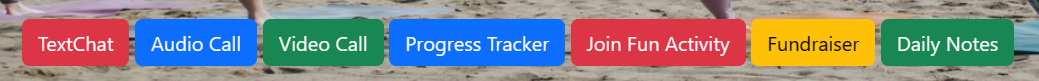 TextChat Audio Call Video Call Progress Tracker Join Fun Activity Fundraiser Daily Notes